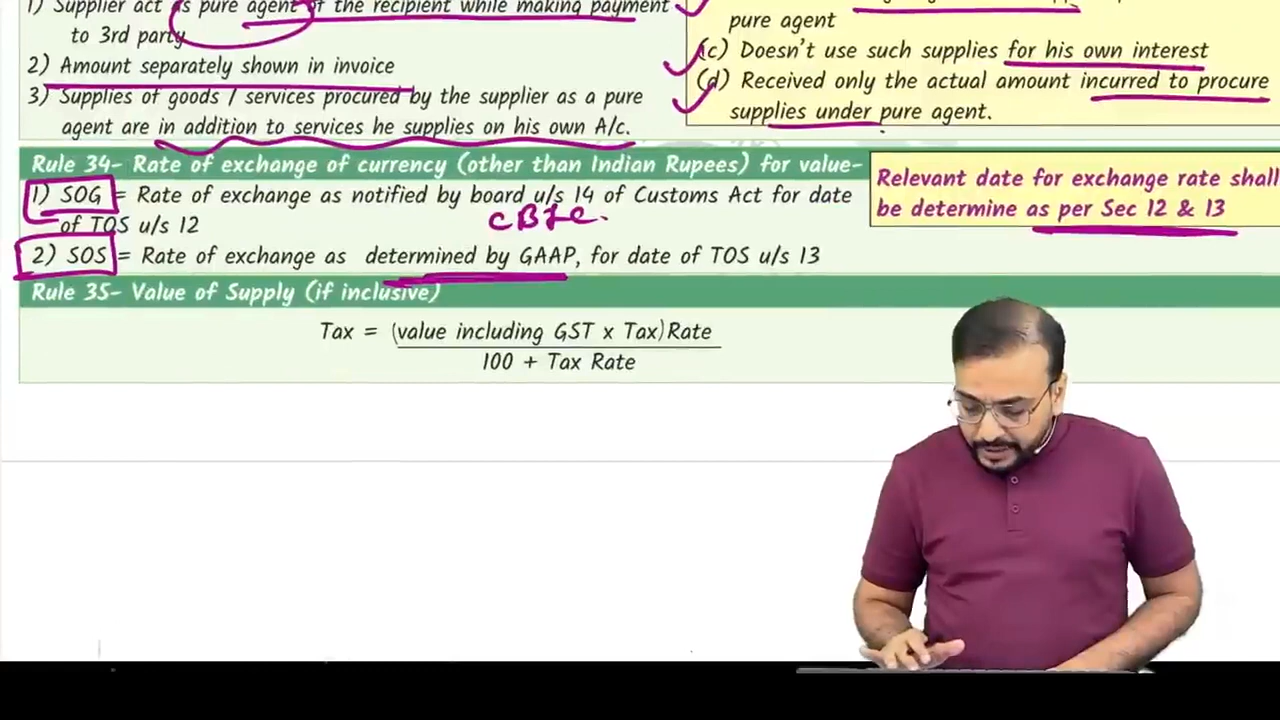 1) Supplier act as pure agent of the recipient while making payment
to 3rd party
2) Amount separately shown in invoice
3) Supplies of goods / services procured by the supplier as a pure
agent are in addition to services he supplies on his own A/c.
pure agent
(c) Doesn't use such supplies for his own interest
(d) Received only the actual amount incurred to procure
supplies under pure agent.
Rule 34- Rate of exchange of currency (other than Indian Rupees) for value-
1) SOG = Rate of exchange as notified by board u/s 14 of Customs Act for date
CBIC.
of TOS u/s 12
2) SOS = Rate of exchange as determined by GAAP, for date of TOS u/s 13
Relevant date for exchange rate shall
be determine as per Sec 12 & 13
Rule 35- Value of Supply (if inclusive)
Tax = (value including GST x Tax)Rate
100 + Tax Rate